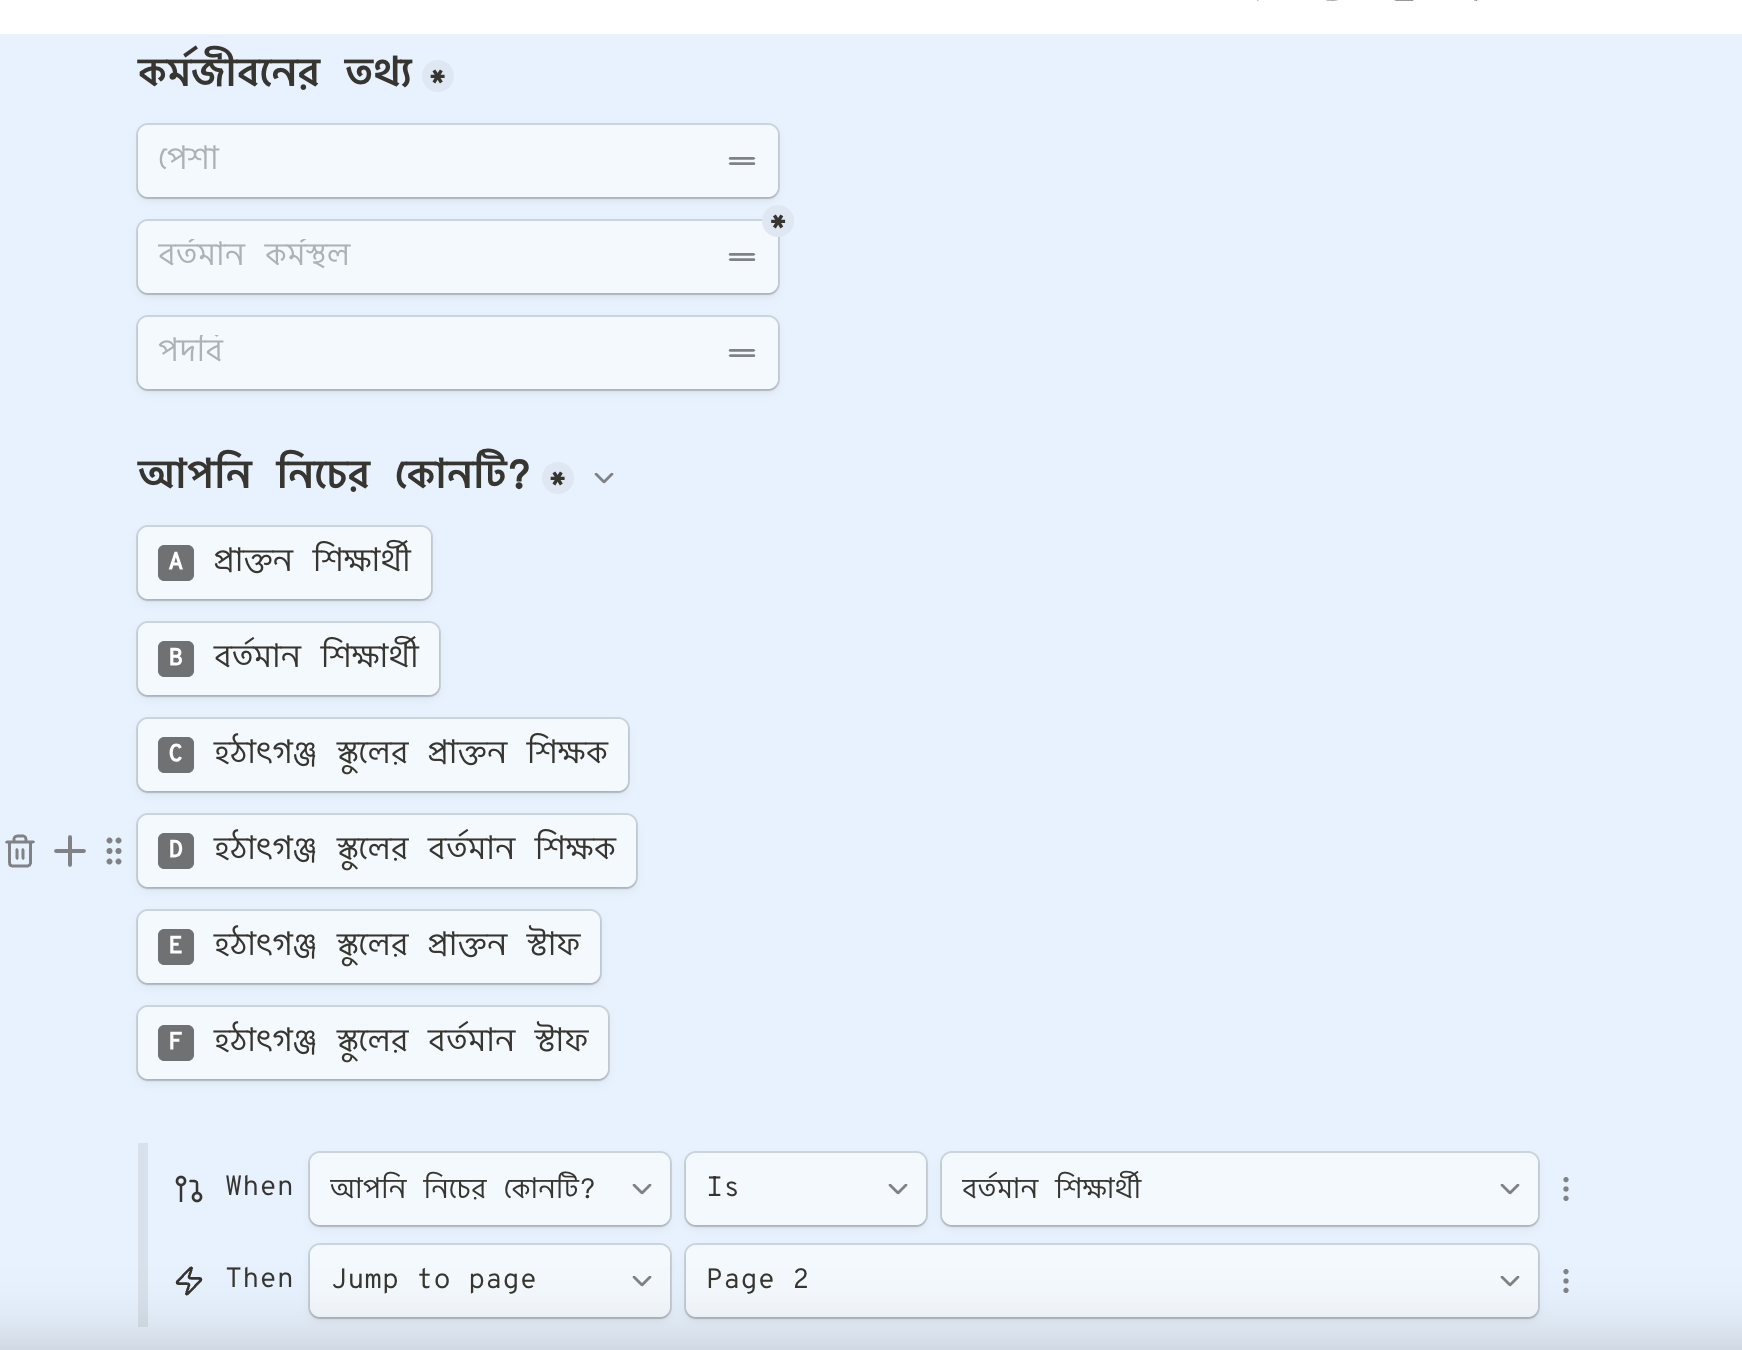 কর্মজীবনের তথ্য *
পেশা
*
বর্তমান কর্মস্থল
পদবি
আপনি নিচের কোনটি? *
A প্রাক্তন শিক্ষার্থী
B বর্তমান শিক্ষার্থী
C হঠাৎগঞ্জ স্কুলের প্রাক্তন শিক্ষক
D হঠাৎগঞ্জ স্কুলের বর্তমান শিক্ষক
E হঠাৎগঞ্জ স্কুলের প্রাক্তন স্টাফ
F হঠাৎগঞ্জ স্কুলের বর্তমান স্টাফ
When আপনি নিচের কোনটি? Is বর্তমান শিক্ষার্থী
Then Jump to page Page 2